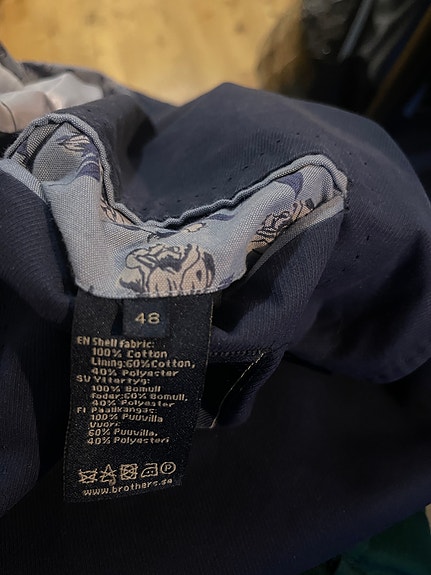 48
EN Shell fabric:
100% Cotton
Lining:60%Cotton,
40% Polyester
SV Yttertyg:
100% Bomull
Foder:60% Bomull,
40% Polyester
FI Päälikangas:
100% Puuvilla
Vuori:
60% Puuvilla,
40% Polyesteri
www.brothers.se